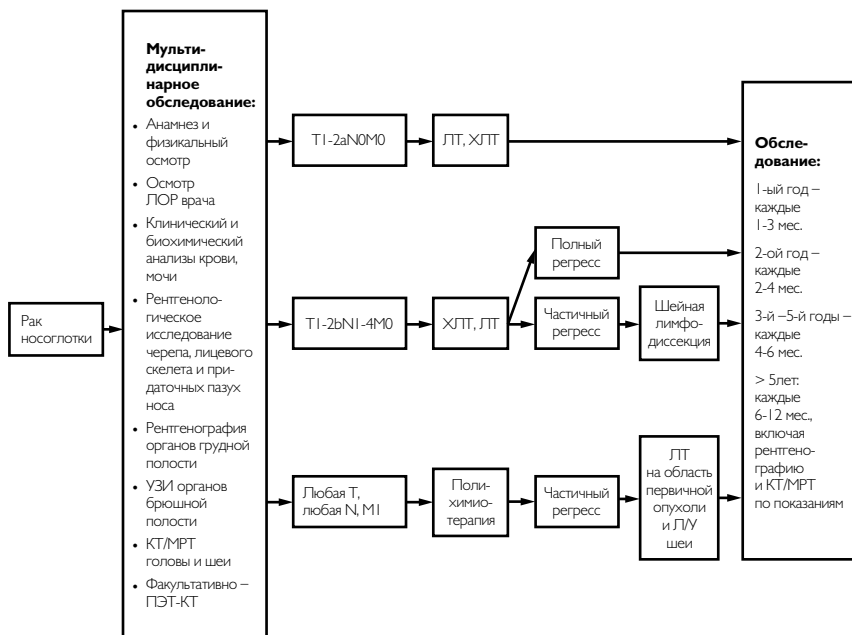 Рак
носоглотки
Мульти-
дисципли-
нарное
обследование:
• Анамнез и
физикальный
осмотр
• Осмотр
ЛОР врача
• Клинический и
биохимический
анализы крови,
мочи
• Рентгеноло-
гическое
исследование
черепа, лицевого
скелета и при-
даточных пазух
носа
• Рентгенография
органов грудной
полости
• УЗИ органов
брюшной
полости
• КТ/МРТ
головы и шеи
• Факультативно –
ПЭТ-КТ
T1-2aN0M0
ЛТ, ХЛТ
T1-2bN1-4M0
ХЛТ, ЛТ
Полный
регресс
Частичный
регресс
Шейная
лимфо-
диссекция
Любая Т,
любая N, M1
Поли-
химио-
терапия
Частичный
регресс
ЛТ
на область
первичной
опухоли
и Л/У
шеи
Обсле-
дование:
1-ый год –
каждые
1-3 мес.
2-ой год –
каждые
2-4 мес.
3-й –5-й годы –
каждые
4-6 мес.
> 5лет:
каждые
6-12 мес.,
включая
рентгено-
графию
и КТ/МРТ
по показаниям